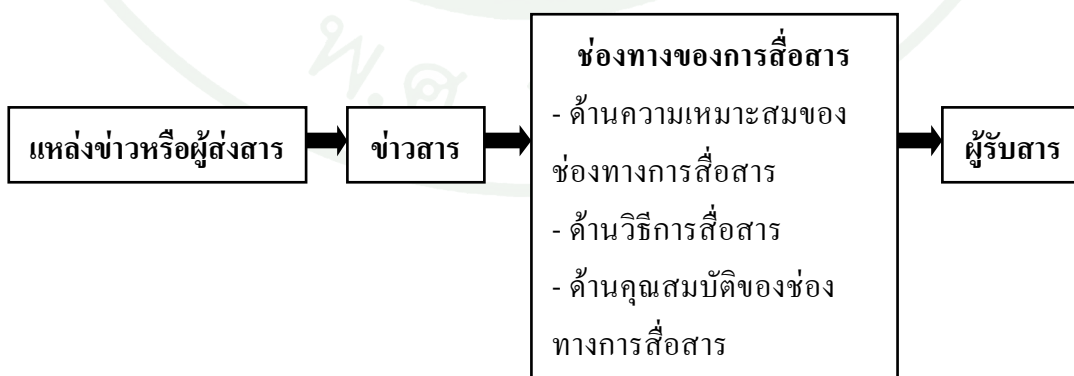 พ.ศ
แหล่งข่าวหรือผู้ส่งสาร
ข่าวสาร
ช่องทางของการสื่อสาร
- ด้านความเหมาะสมของ
ช่องทางการสื่อสาร
- ด้านวิธีการสื่อสาร
- ด้านคุณสมบัติของช่อง
ทางการสื่อสาร
ผู้รับสาร